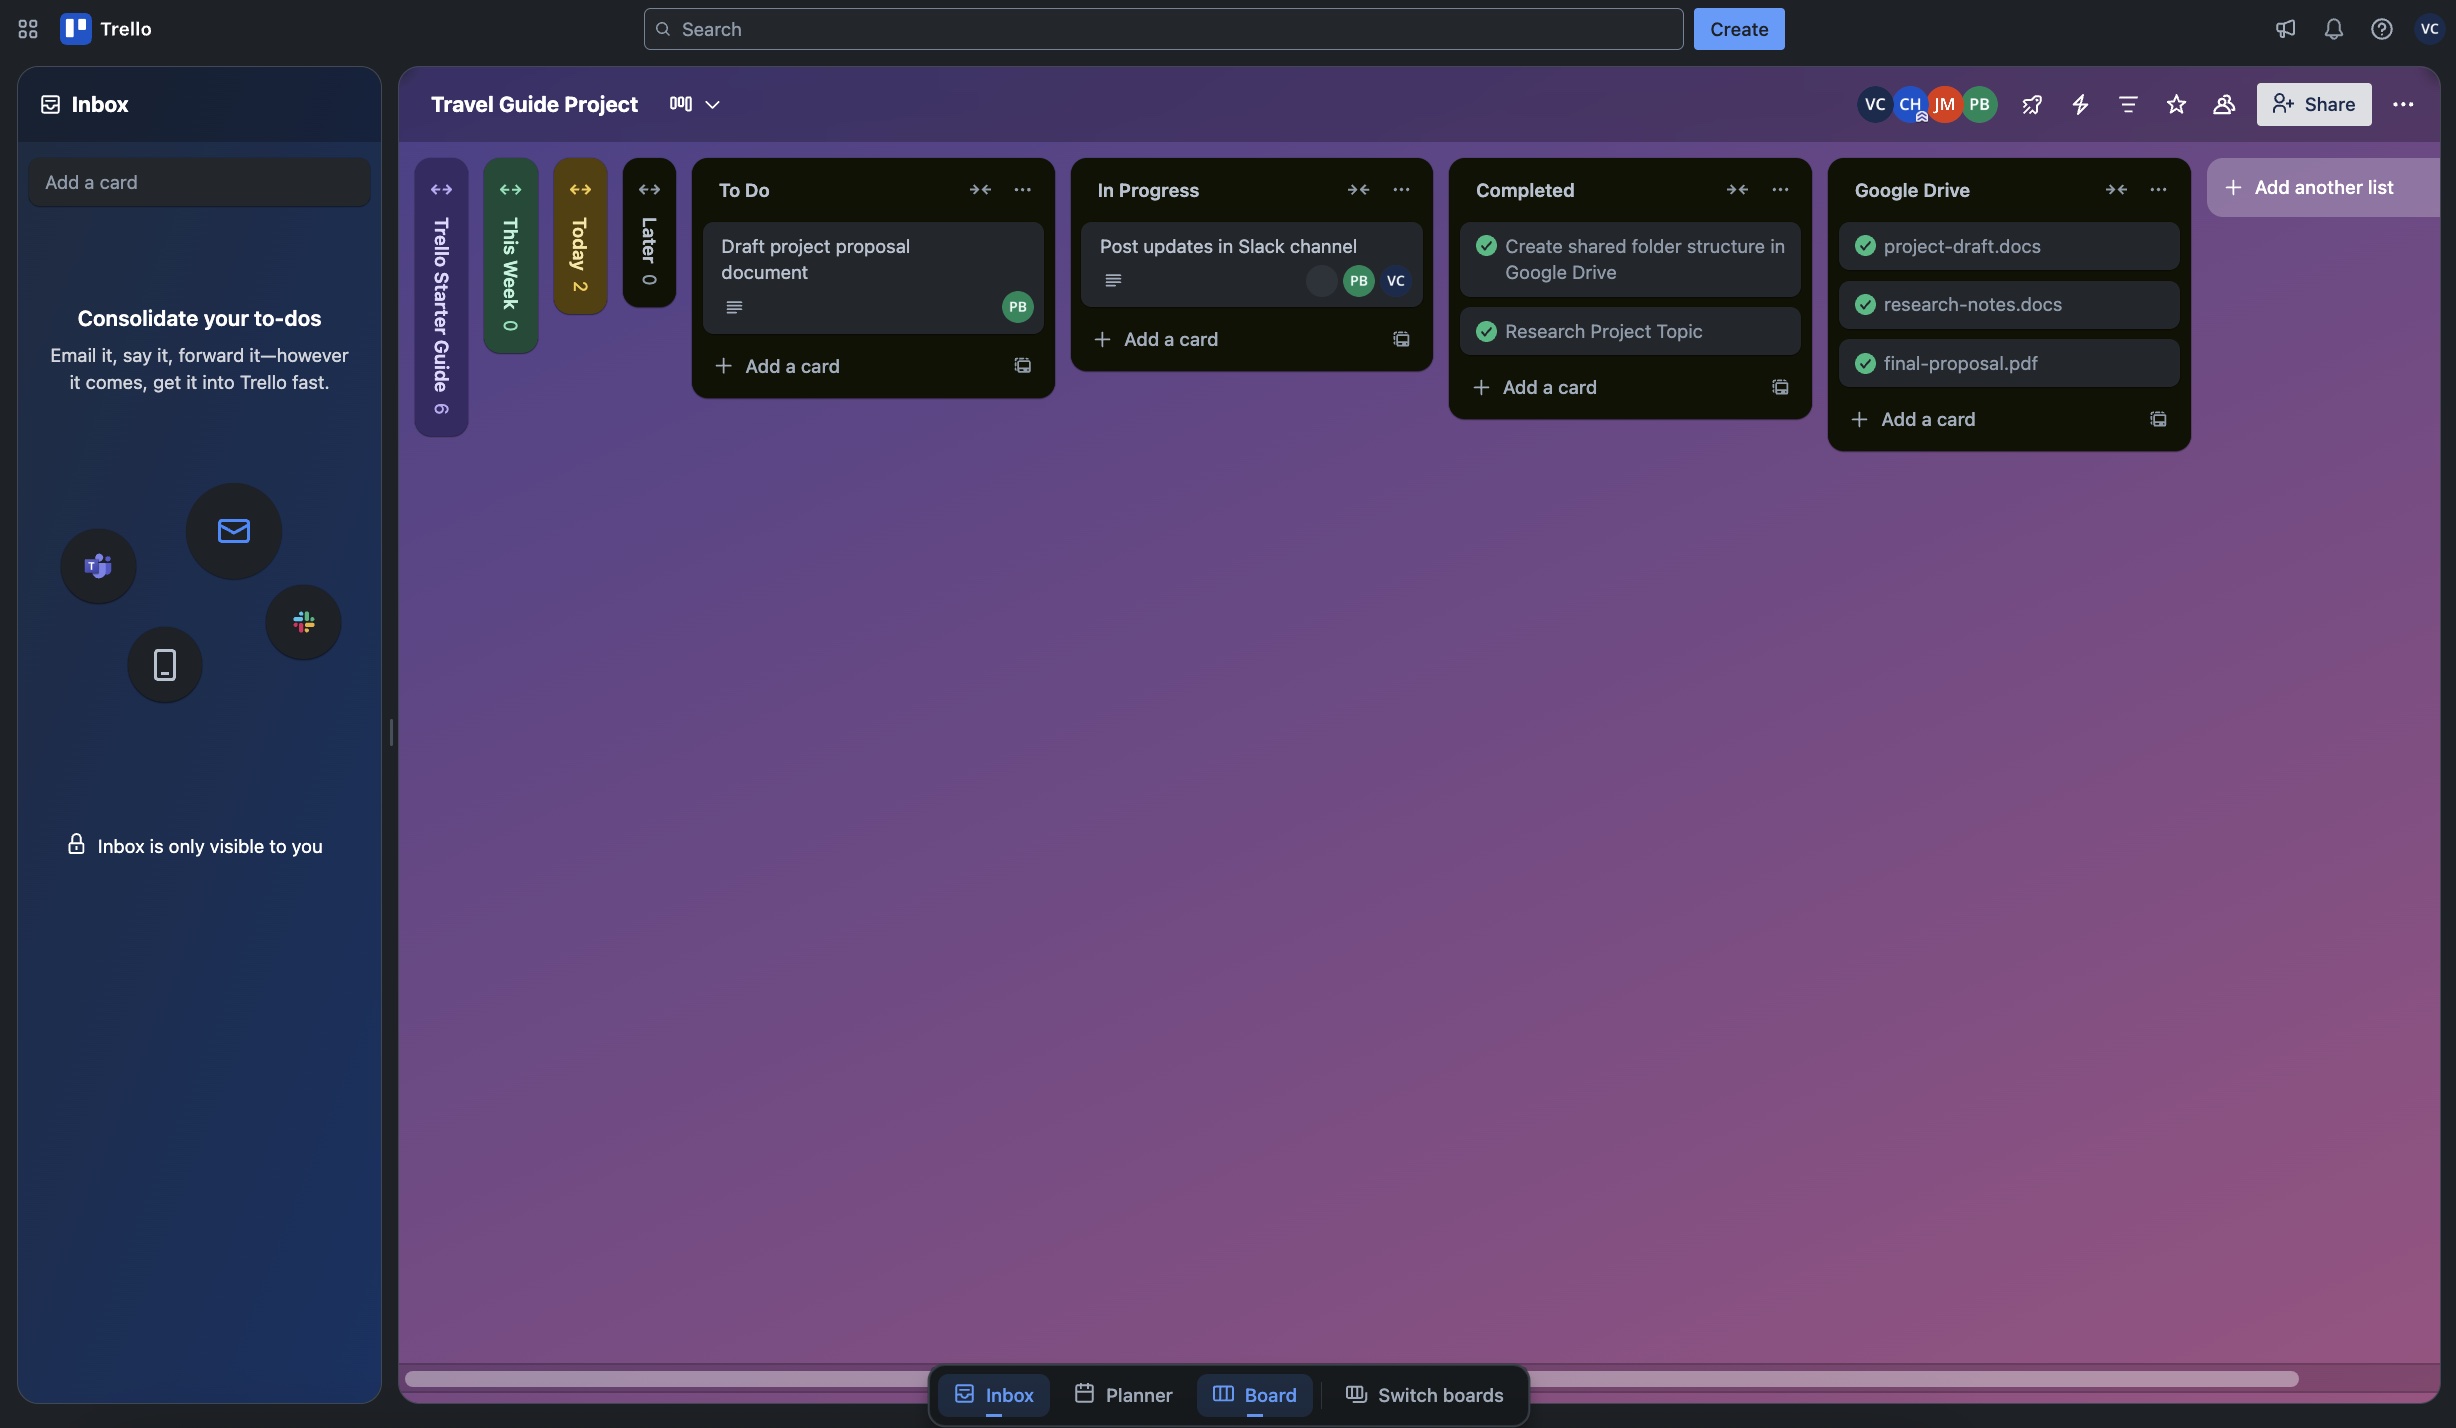 Trello
Search
Create
VC
Inbox
Add a card
Consolidate your to-dos
Email it, say it, forward it—however
it comes, get it into Trello fast.
Inbox is only visible to you
Travel Guide Project
VC
CH
JM
PB
Share
Trello Starter Guide 6
This Week 0
Today 2
Later 0
To Do
Draft project proposal
document
PB
Add a card
In Progress
Post updates in Slack channel
PB
VC
Add a card
Completed
Create shared folder structure in
Google Drive
Research Project Topic
Add a card
Google Drive
project-draft.docs
research-notes.docs
final-proposal.pdf
Add a card
Add another list
Inbox
Planner
Board
Switch boards